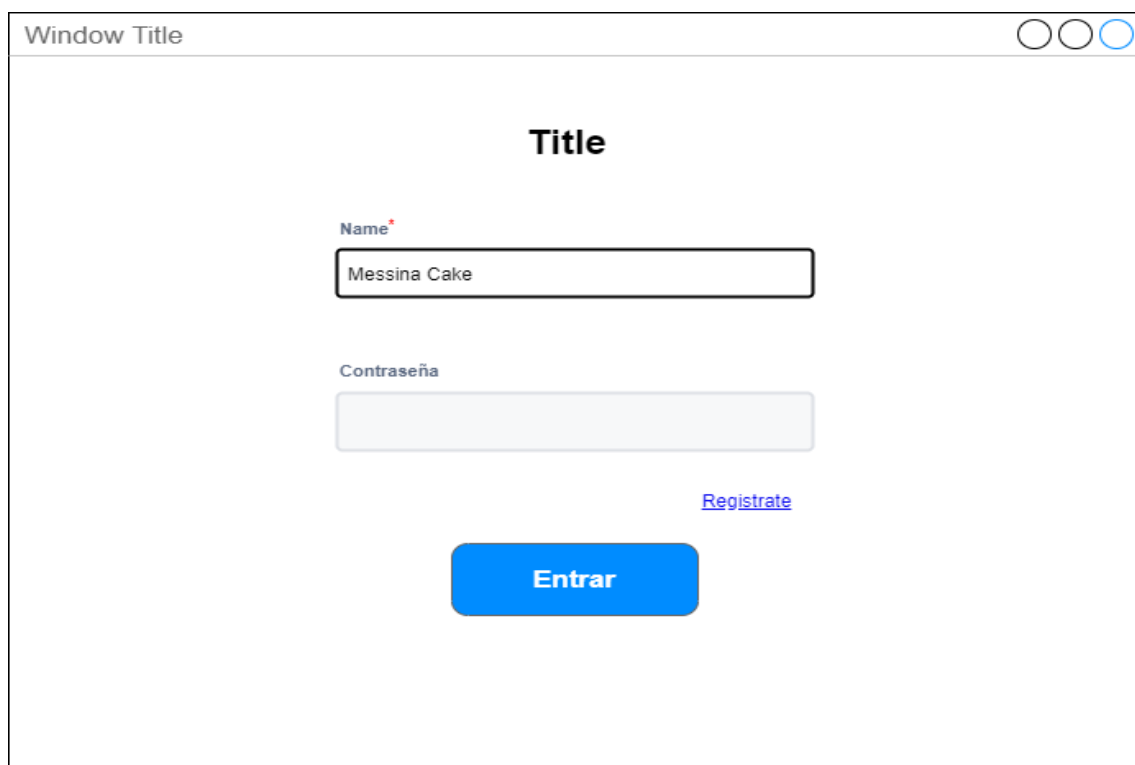 Window Title
Title
Name*
Messina Cake
Contraseña
Registrate
Entrar